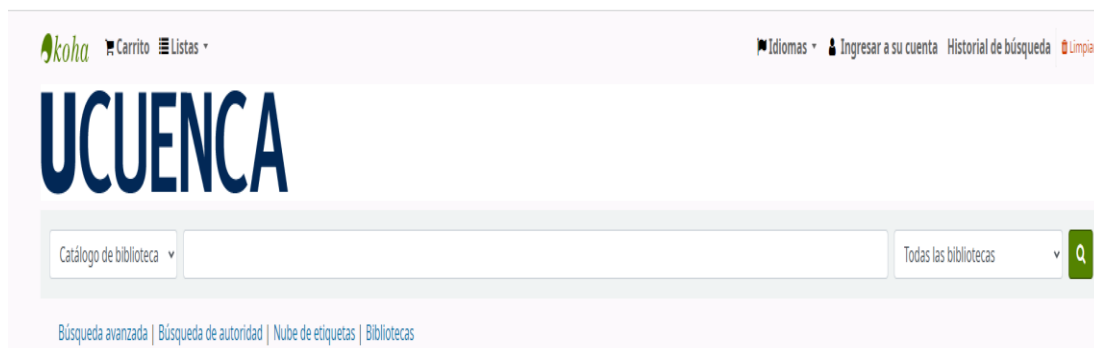 koha Carrito Listas Idiomas Ingresar a su cuenta Historial de búsqueda Limpia
UCUENCA
Catálogo de biblioteca Todas las bibliotecas
Búsqueda avanzada | Búsqueda de autoridad | Nube de etiquetas | Bibliotecas